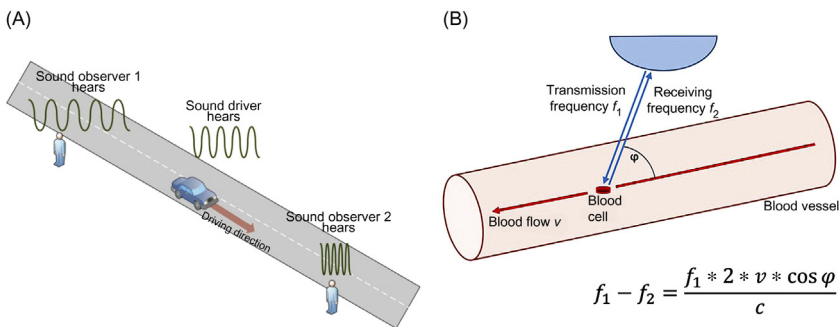 (A)
Sound observer 1
hears
Sound driver
hears
Driving direction
Sound observer 2
hears
(B)
Transmission
frequency f₁
Receiving
frequency f₂
φ
Blood
cell
Blood flow v
Blood vessel
f₁ − f₂ = f₁ * 2 * v * cos φ / c